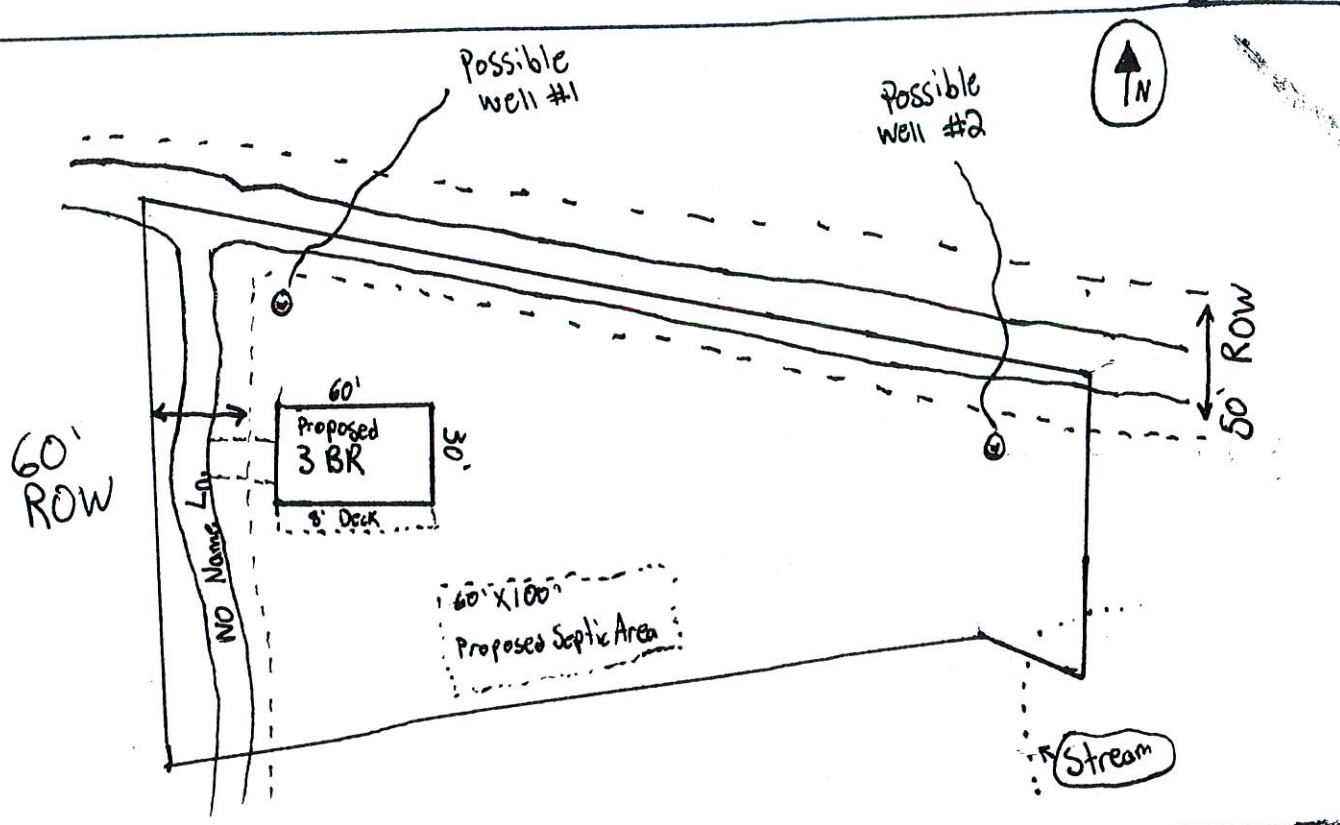 Possible
well #1
Possible
well #2
N
50' ROW
60'
ROW
60'
Proposed
3 BR
30'
8' Deck
No Name Ln.
60' X 100'
Proposed Septic Area
Stream